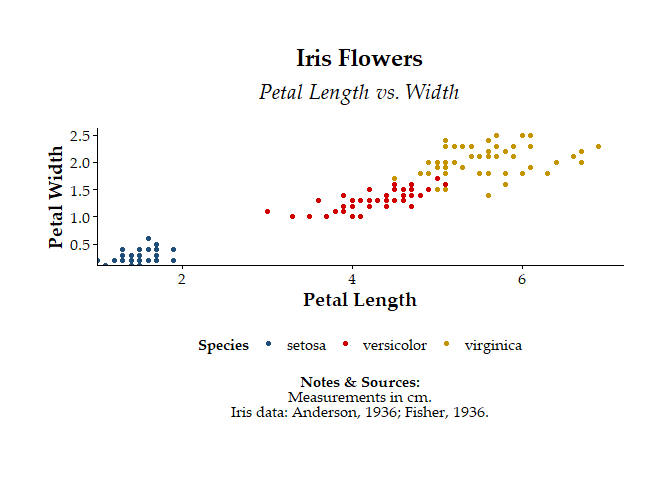 Iris Flowers
Petal Length vs. Width
Petal Width
2.5
2.0
1.5
1.0
0.5
2 4 6
Petal Length
Species setosa versicolor virginica
Notes & Sources:
Measurements in cm.
Iris data: Anderson, 1936; Fisher, 1936.